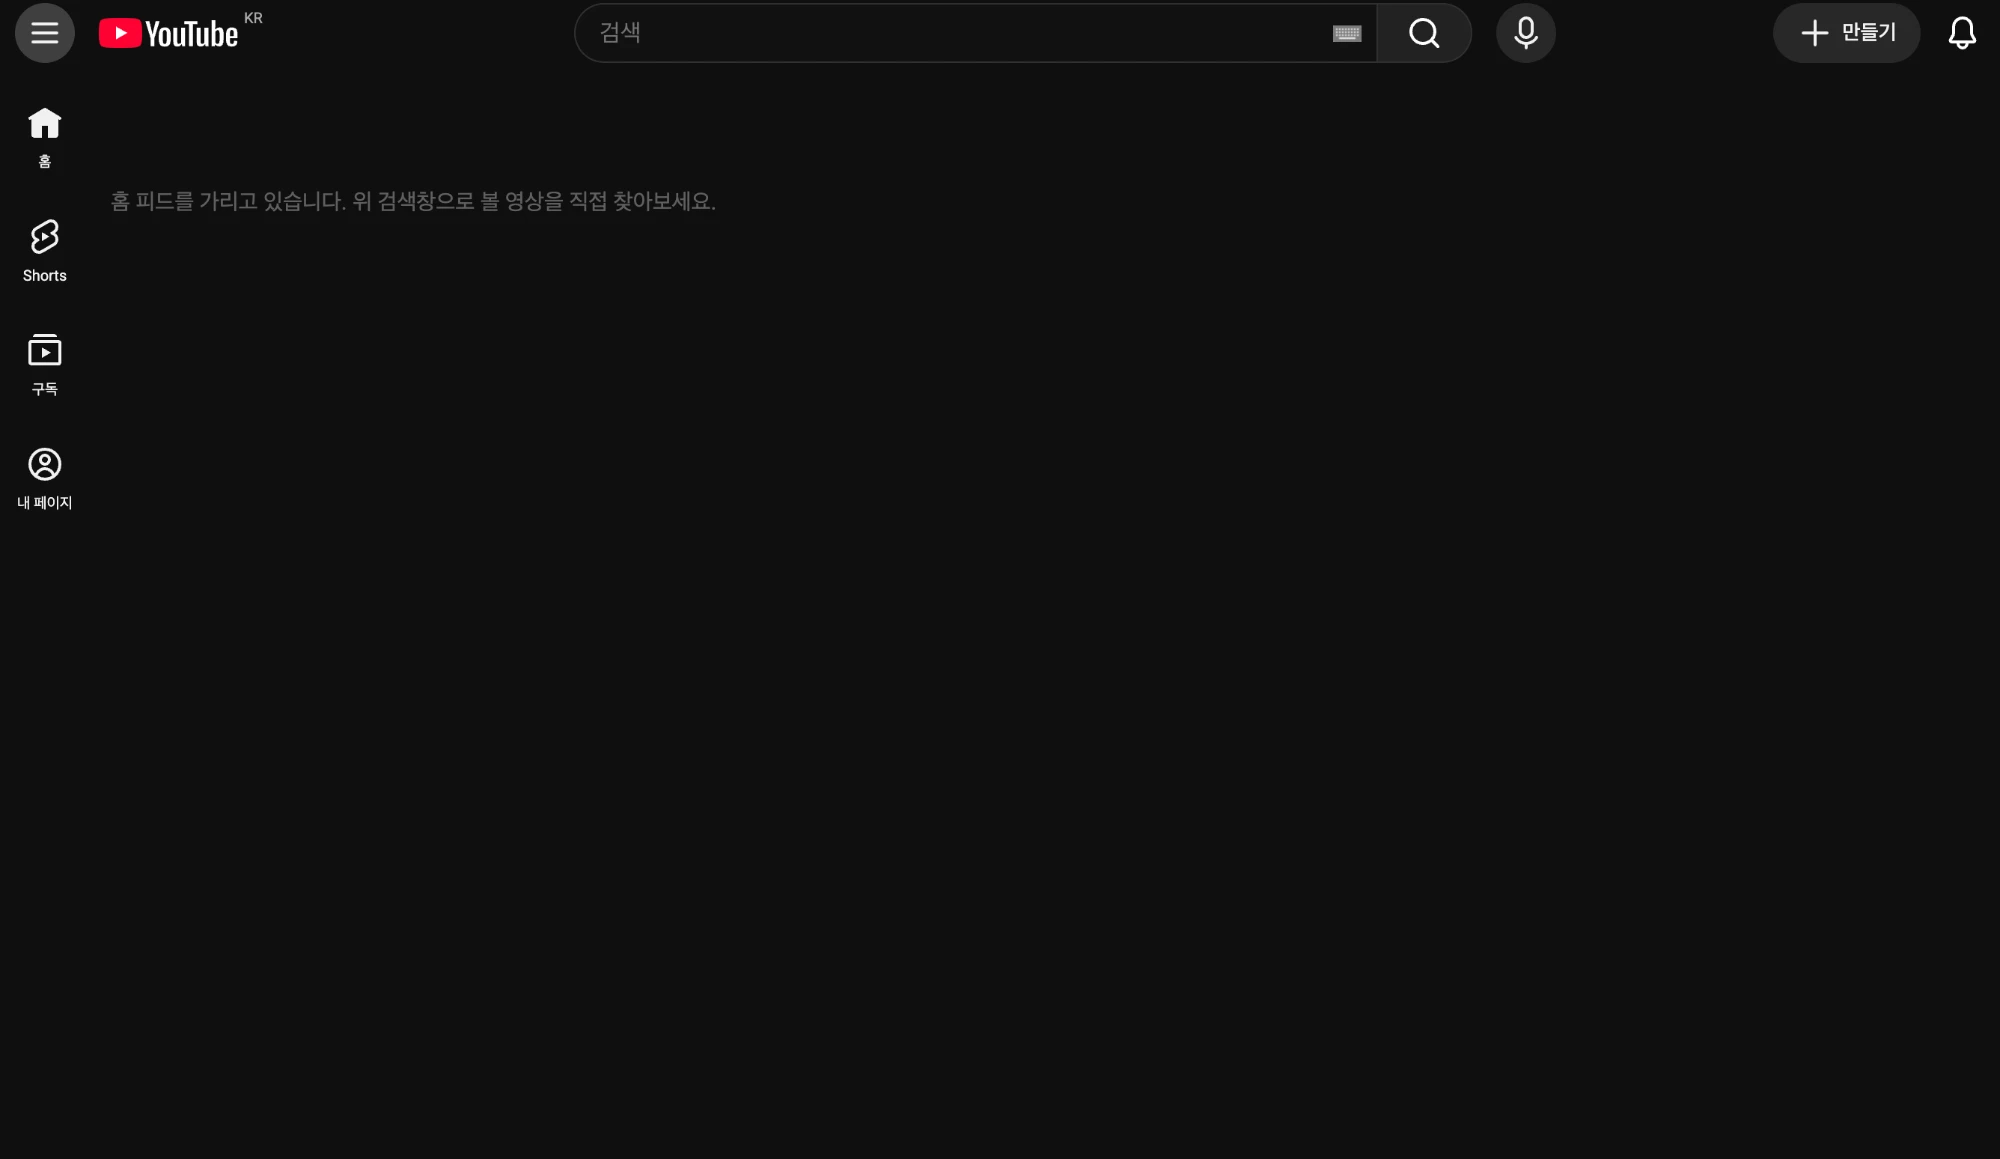 YouTube KR
검색
만들기
홈
홈 피드를 가리고 있습니다. 위 검색창으로 볼 영상을 직접 찾아보세요.
Shorts
구독
내 페이지